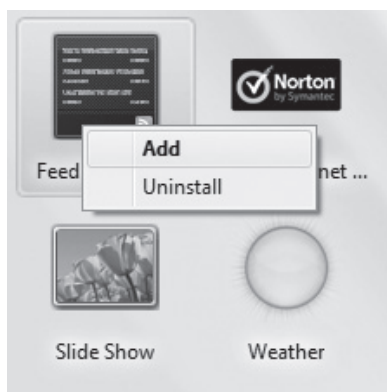 Norton
by Symantec
Add
Feed
Uninstall
net ...
Slide Show
Weather